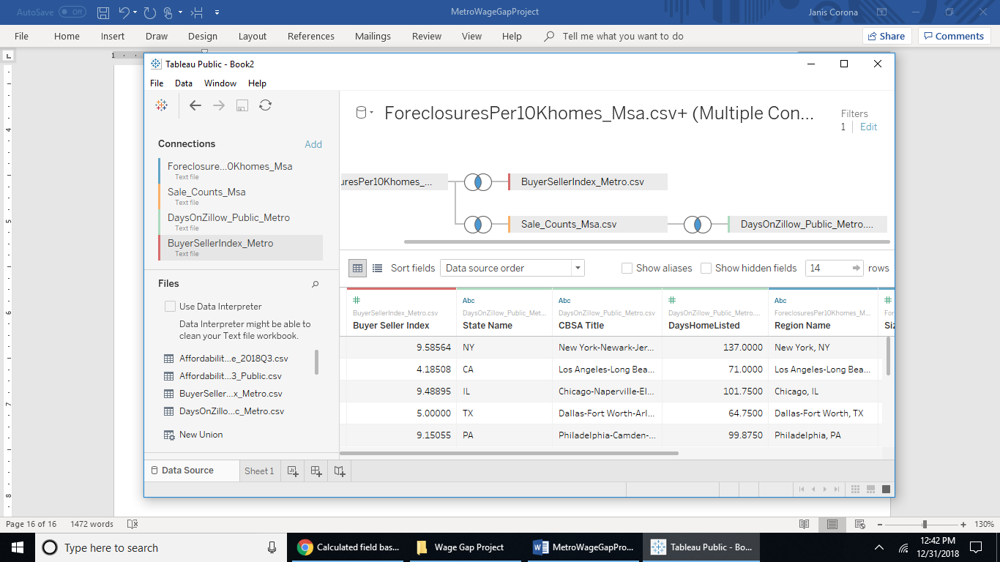 AutoSave Off MetroWageGapProject Janis Corona
File Home Insert Draw Design Layout References Mailings Review View Help Tell me what you want to do Share Comments
1
Tableau Public - Book2
File Data Window Help
ForeclosuresPer10Khomes_Msa.csv+ (Multiple Con...
Filters
1 Edit
Connections Add
Foreclosure...0Khomes_Msa
Text file
Sale_Counts_Msa
Text file
DaysOnZillow_Public_Metro
Text file
BuyerSellerIndex_Metro
Text file
uresPer10Khomes_... BuyerSellerIndex_Metro.csv
Sale_Counts_Msa.csv DaysOnZillow_Public_Metro....
Sort fields Data source order Show aliases Show hidden fields 14 rows
Files
Use Data Interpreter
Data Interpreter might be able to
clean your Text file workbook.
Affordabilit...e_2018Q3.csv
Affordabilit...3_Public.csv
BuyerSeller...x_Metro.csv
DaysOnZillo...c_Metro.csv
New Union
# Abc Abc # Abc #
BuyerSellerIndex_Metro.csv DaysOnZillow_Public_Met... DaysOnZillow_Public_Metro.csv DaysOnZillow_Public_Metro.... ForeclosuresPer10Khomes_M... For
Buyer Seller Index State Name CBSA Title DaysHomeListed Region Name Siz
9.58564 NY New York-Newark-Jer... 137.0000 New York, NY
4.18508 CA Los Angeles-Long Bea... 71.0000 Los Angeles-Long Bea...
9.48895 IL Chicago-Naperville-El... 101.7500 Chicago, IL
5.00000 TX Dallas-Fort Worth-Arl... 64.7500 Dallas-Fort Worth, TX
9.15055 PA Philadelphia-Camden-... 99.8750 Philadelphia, PA
Data Source Sheet 1
4
5
6
7
8
Page 16 of 16 1472 words 130%
Type here to search Calculated field bas... Wage Gap Project MetroWageGapPro... Tableau Public - Bo... 12:42 PM
12/31/2018